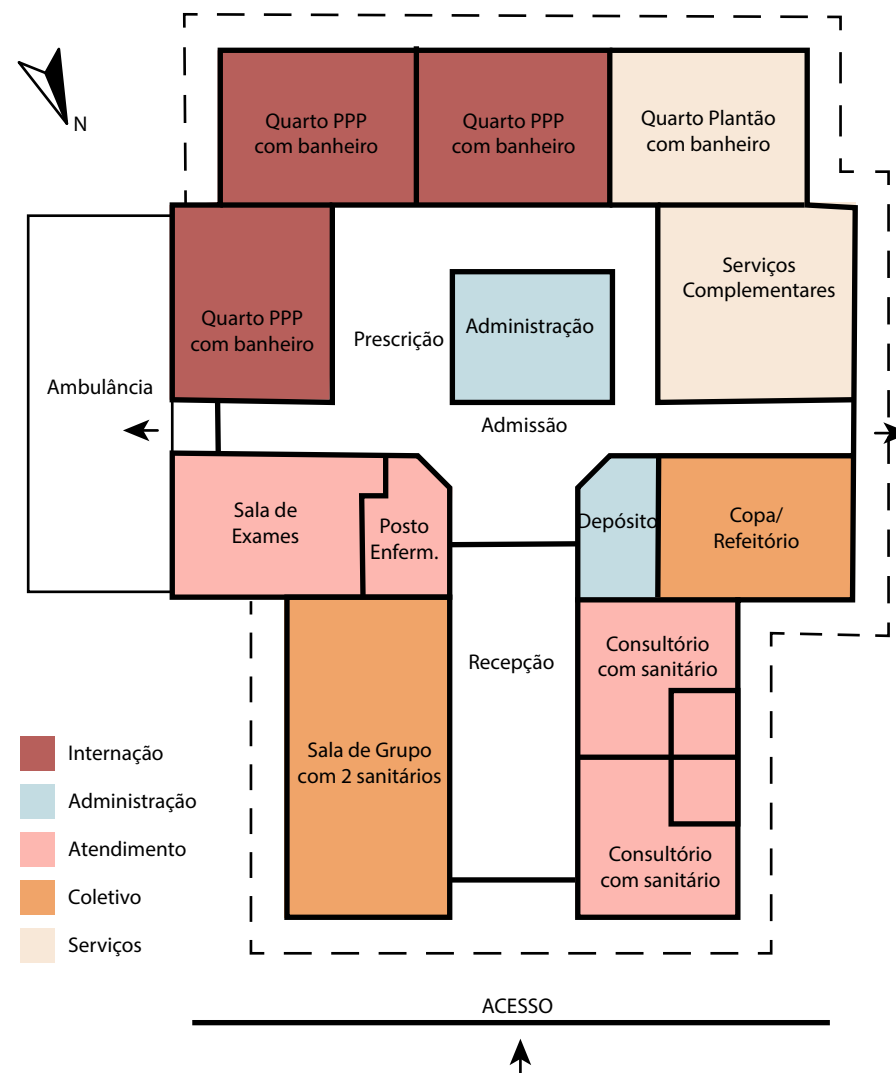 N
Quarto PPP
com banheiro
Quarto PPP
com banheiro
Quarto Plantão
com banheiro
Quarto PPP
com banheiro
Serviços
Complementares
Administração
Prescrição
Ambulância
Admissão
Sala de
Exames
Posto
Enferm.
Depósito
Copa/
Refeitório
Recepção
Consultório
com sanitário
Sala de Grupo
com 2 sanitários
Consultório
com sanitário
Internação
Administração
Atendimento
Coletivo
Serviços
ACESSO